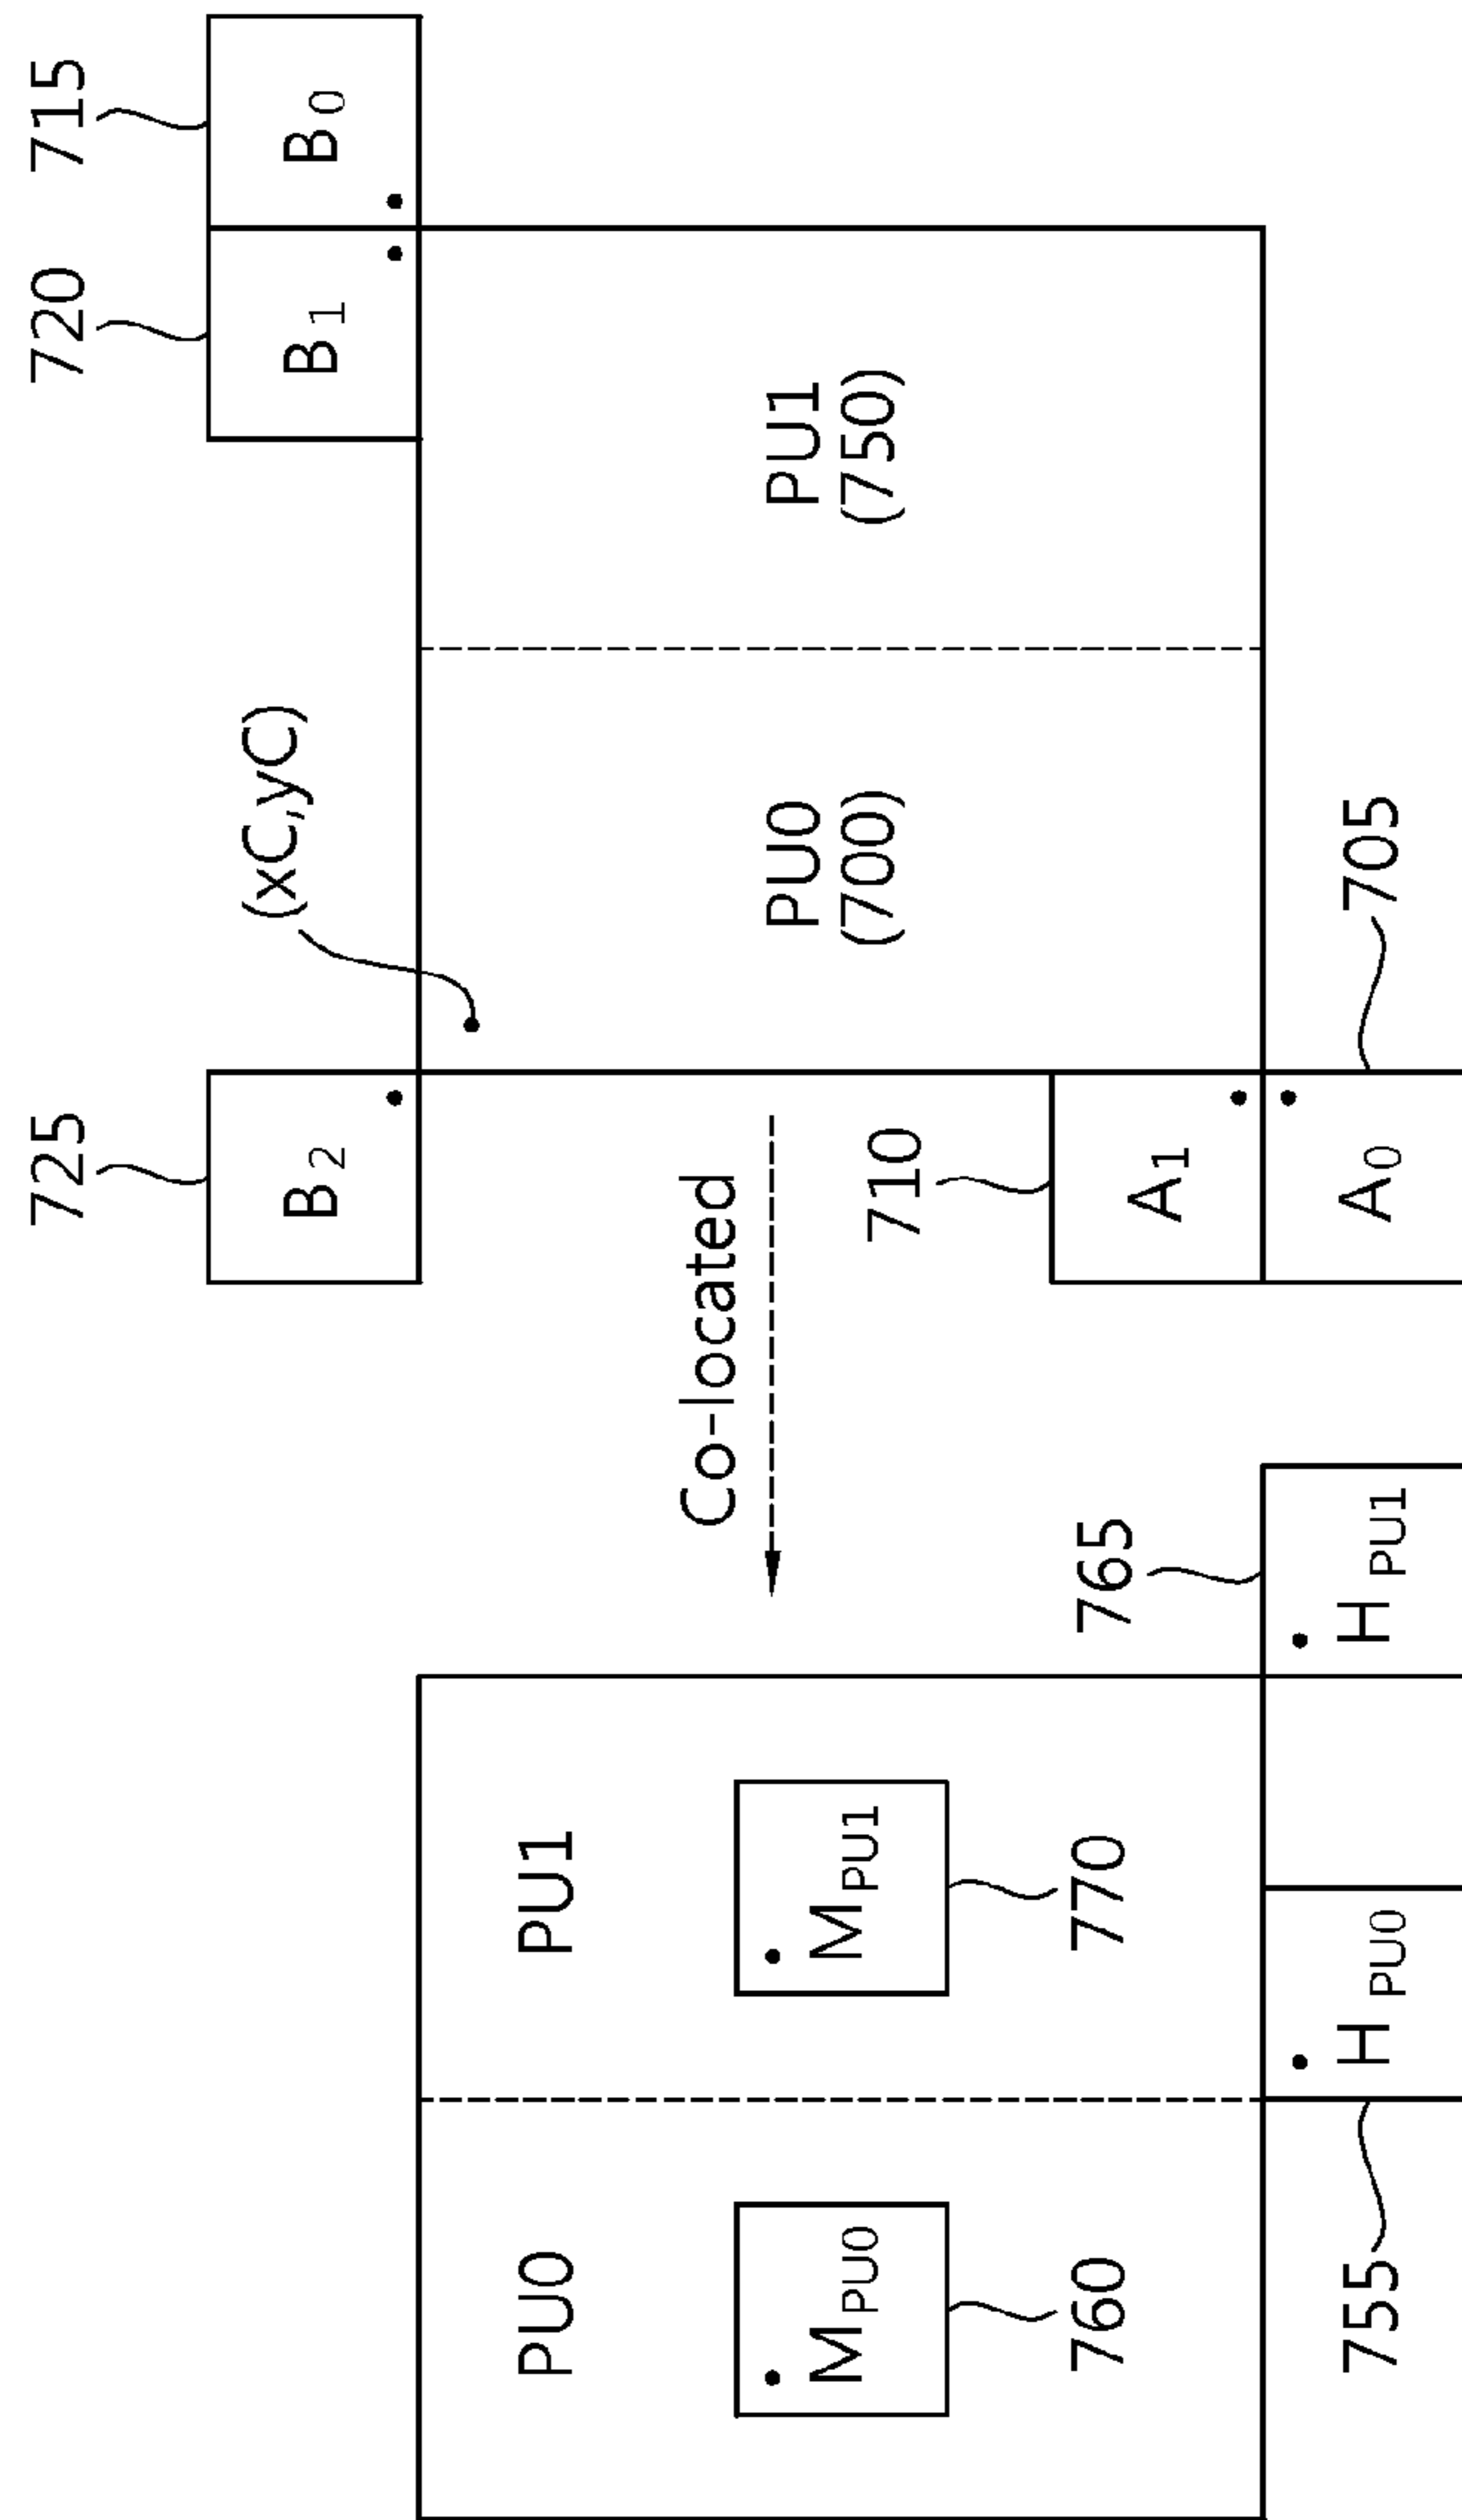 725
720
715
B2
B1
B0
(xC,yC)
PU0
PU1
Co-located
MPU0
MPU1
PU0
(700)
PU1
(750)
710
760
770
765
A1
755
HPU0
HPU1
A0
705